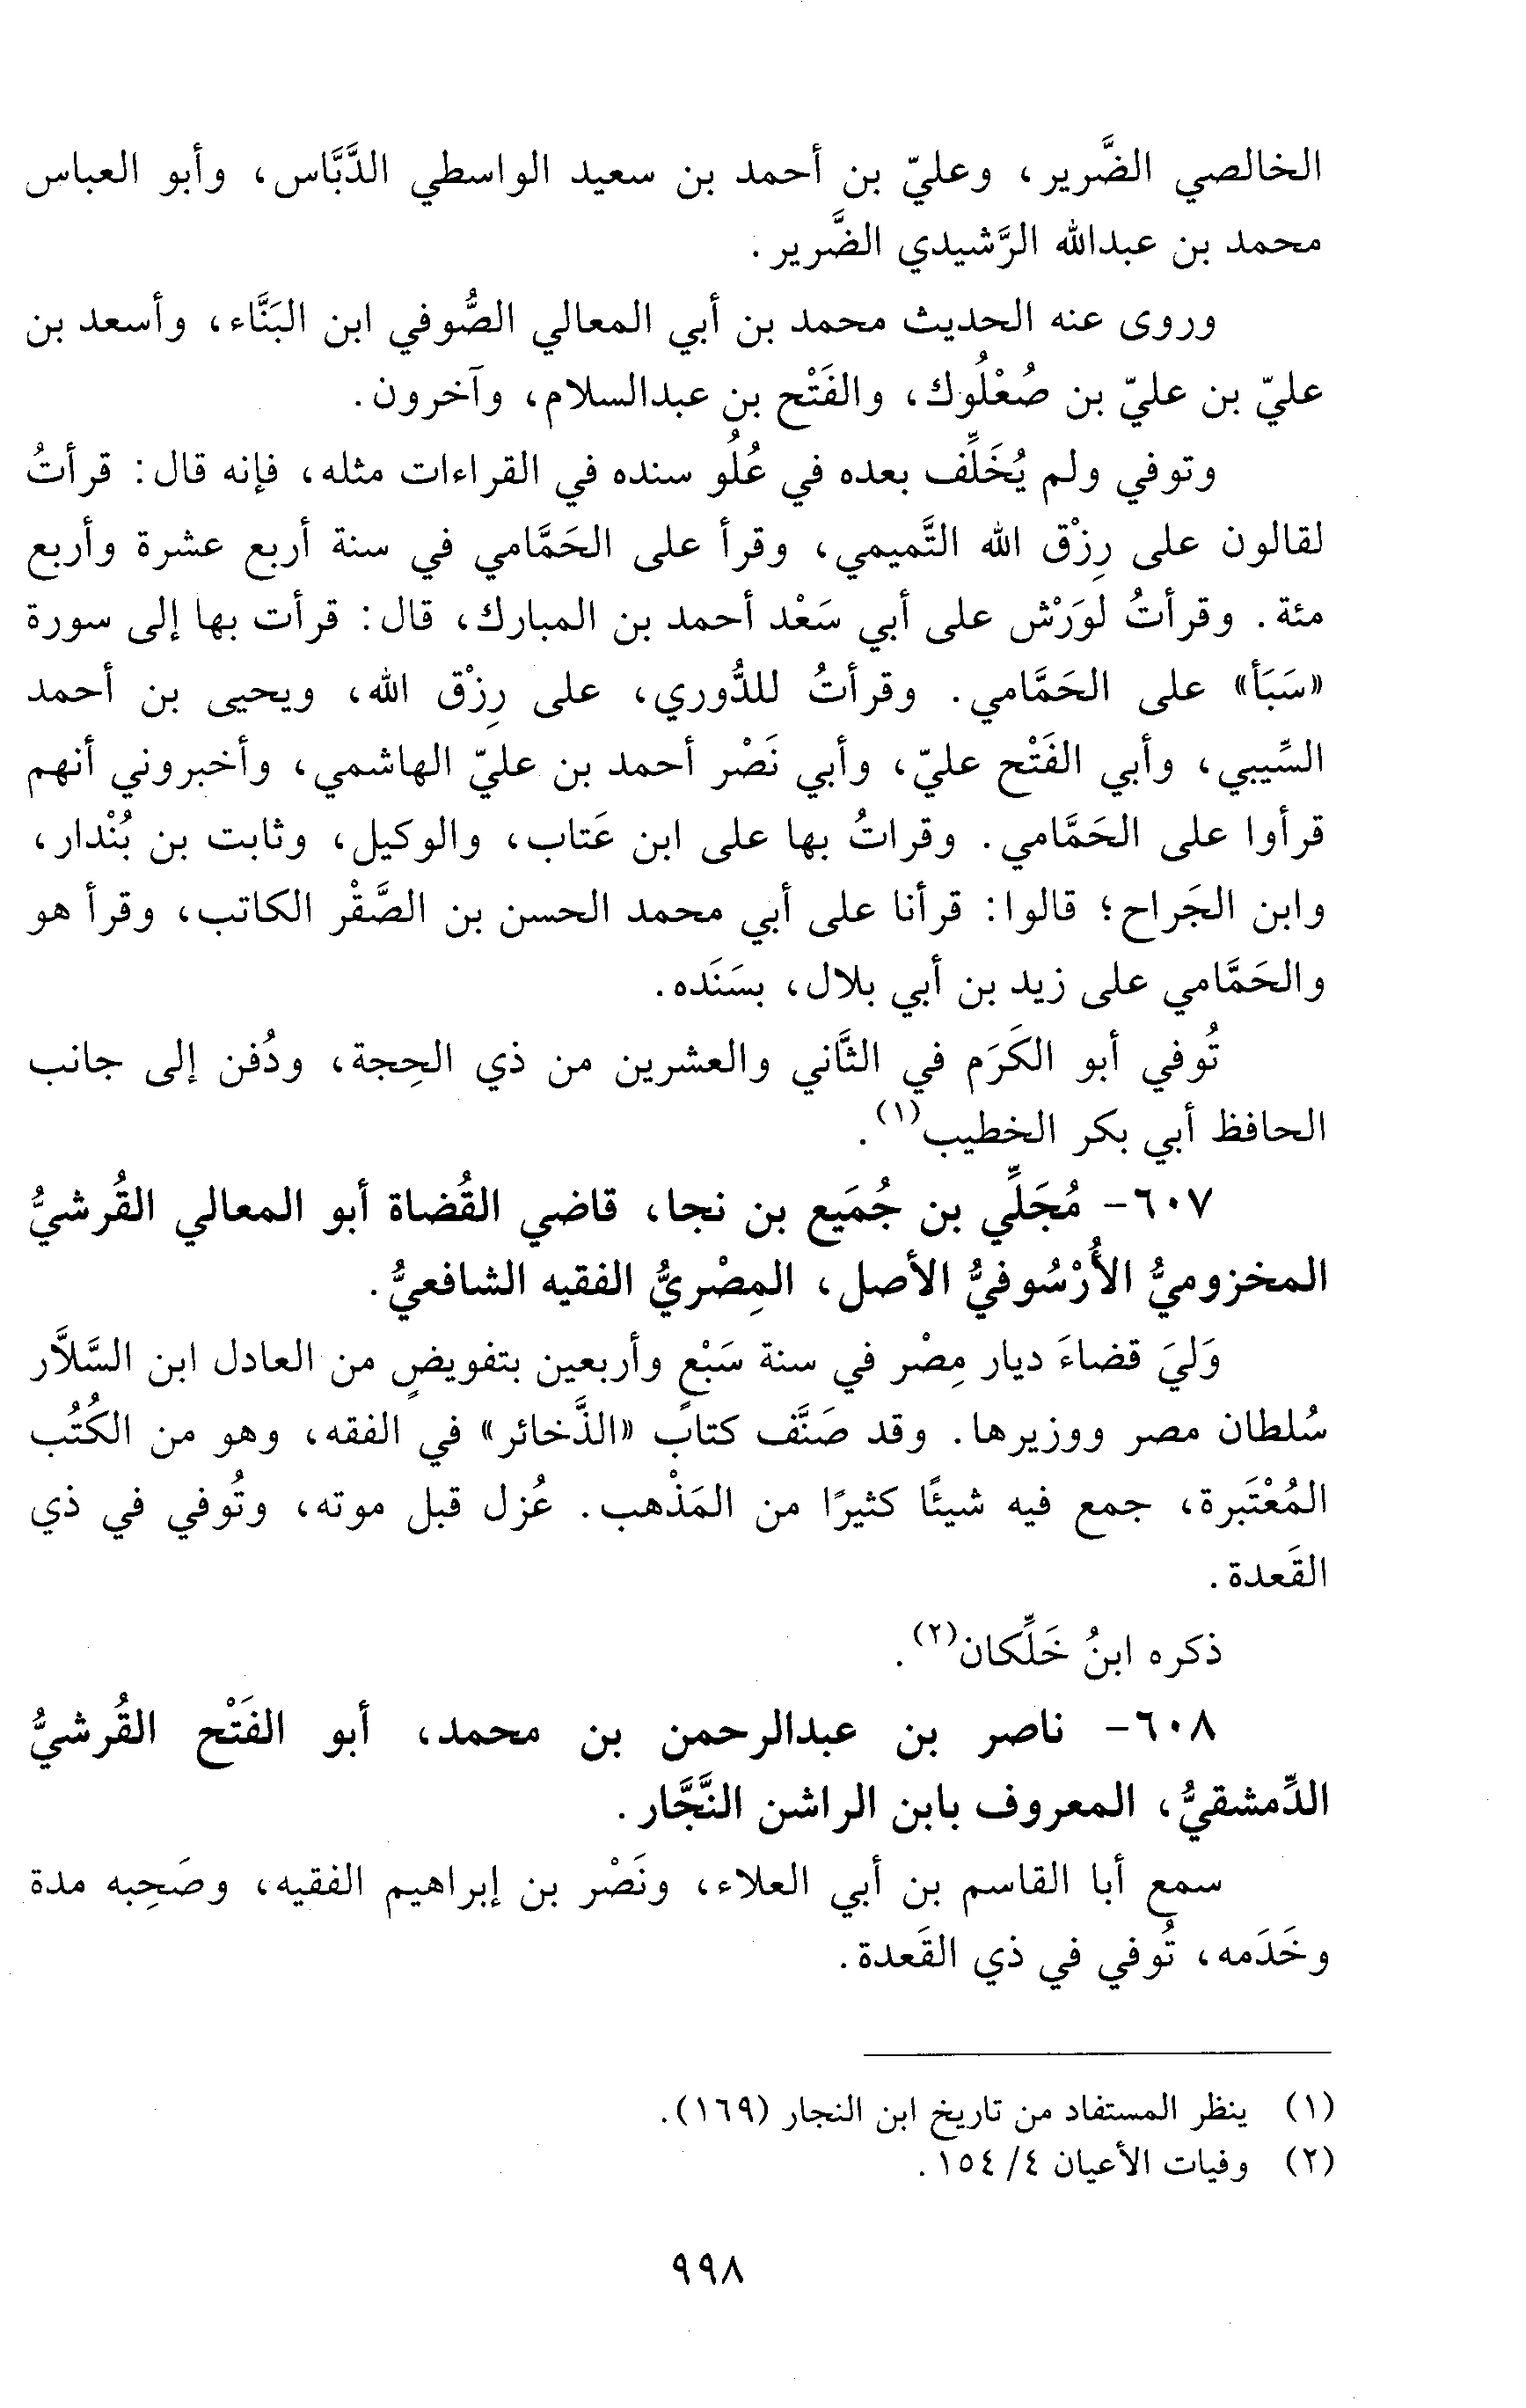 الخالصي الضَّرير، وعليّ بن أحمد بن سعيد الواسطي الدَّبَّاس، وأبو العباس
محمد بن عبدالله الرَّشيدي الضَّرير.
وروى عنه الحديث محمد بن أبي المعالي الصُّوفي ابن البَنَّاء، وأسعد بن
عليّ بن عليّ بن صُعْلُوك، والفَتْح بن عبدالسلام، وآخرون.
وتوفي ولم يُخَلِّف بعده في عُلُو سنده في القراءات مثله، فإنه قال: قرأتُ
لقالون على رِزْق الله التَّميمي، وقرأ على الحَمَّامي في سنة أربع عشرة وأربع
مئة. وقرأتُ لوَرْش على أبي سَعْد أحمد بن المبارك، قال: قرأت بها إلى سورة
«سَبَأ» على الحَمَّامي. وقرأتُ للدُّوري، على رِزْق الله، ويحيى بن أحمد
السِّيبي، وأبي الفَتْح عليّ، وأبي نَصْر أحمد بن عليّ الهاشمي، وأخبروني أنهم
قرأوا على الحَمَّامي. وقراتُ بها على ابن عَتاب، والوكيل، وثابت بن بُنْدار،
وابن الجَراح؛ قالوا: قرأنا على أبي محمد الحسن بن الصَّقْر الكاتب، وقرأ هو
والحَمَّامي على زيد بن أبي بلال، بسَنَده.
تُوفي أبو الكَرَم في الثَّاني والعشرين من ذي الحِجة، ودُفن إلى جانب
الحافظ أبي بكر الخطيب(١).
٦٠٧- مُجَلِّي بن جُمَيع بن نجا، قاضي القُضاة أبو المعالي القُرشيُّ
المخزوميُّ الأُرْسُوفيُّ الأصل، المِصْريُّ الفقيه الشافعيُّ.
وَليَ قضاءَ ديار مِصْر في سنة سَبْعٍ وأربعين بتفويضٍ من العادل ابن السَّلاَّر
سُلطان مصر ووزيرها. وقد صَنَّف كتابَ «الذَّخائر» في الفقه، وهو من الكُتُب
المُعْتَبرة، جمع فيه شيئًا كثيرًا من المَذْهب. عُزل قبل موته، وتُوفي في ذي
القَعدة.
ذكره ابنُ خَلِّكان(٢).
٦٠٨- ناصر بن عبدالرحمن بن محمد، أبو الفَتْح القُرشيُّ
الدِّمشقيُّ، المعروف بابن الراشن النَّجَّار.
سمع أبا القاسم بن أبي العلاء، ونَصْر بن إبراهيم الفقيه، وصَحِبه مدة
وخَدَمه، تُوفي في ذي القَعدة.
(١) ينظر المستفاد من تاريخ ابن النجار (١٦٩).
(٢) وفيات الأعيان ٤/ ١٥٤.
٩٩٨